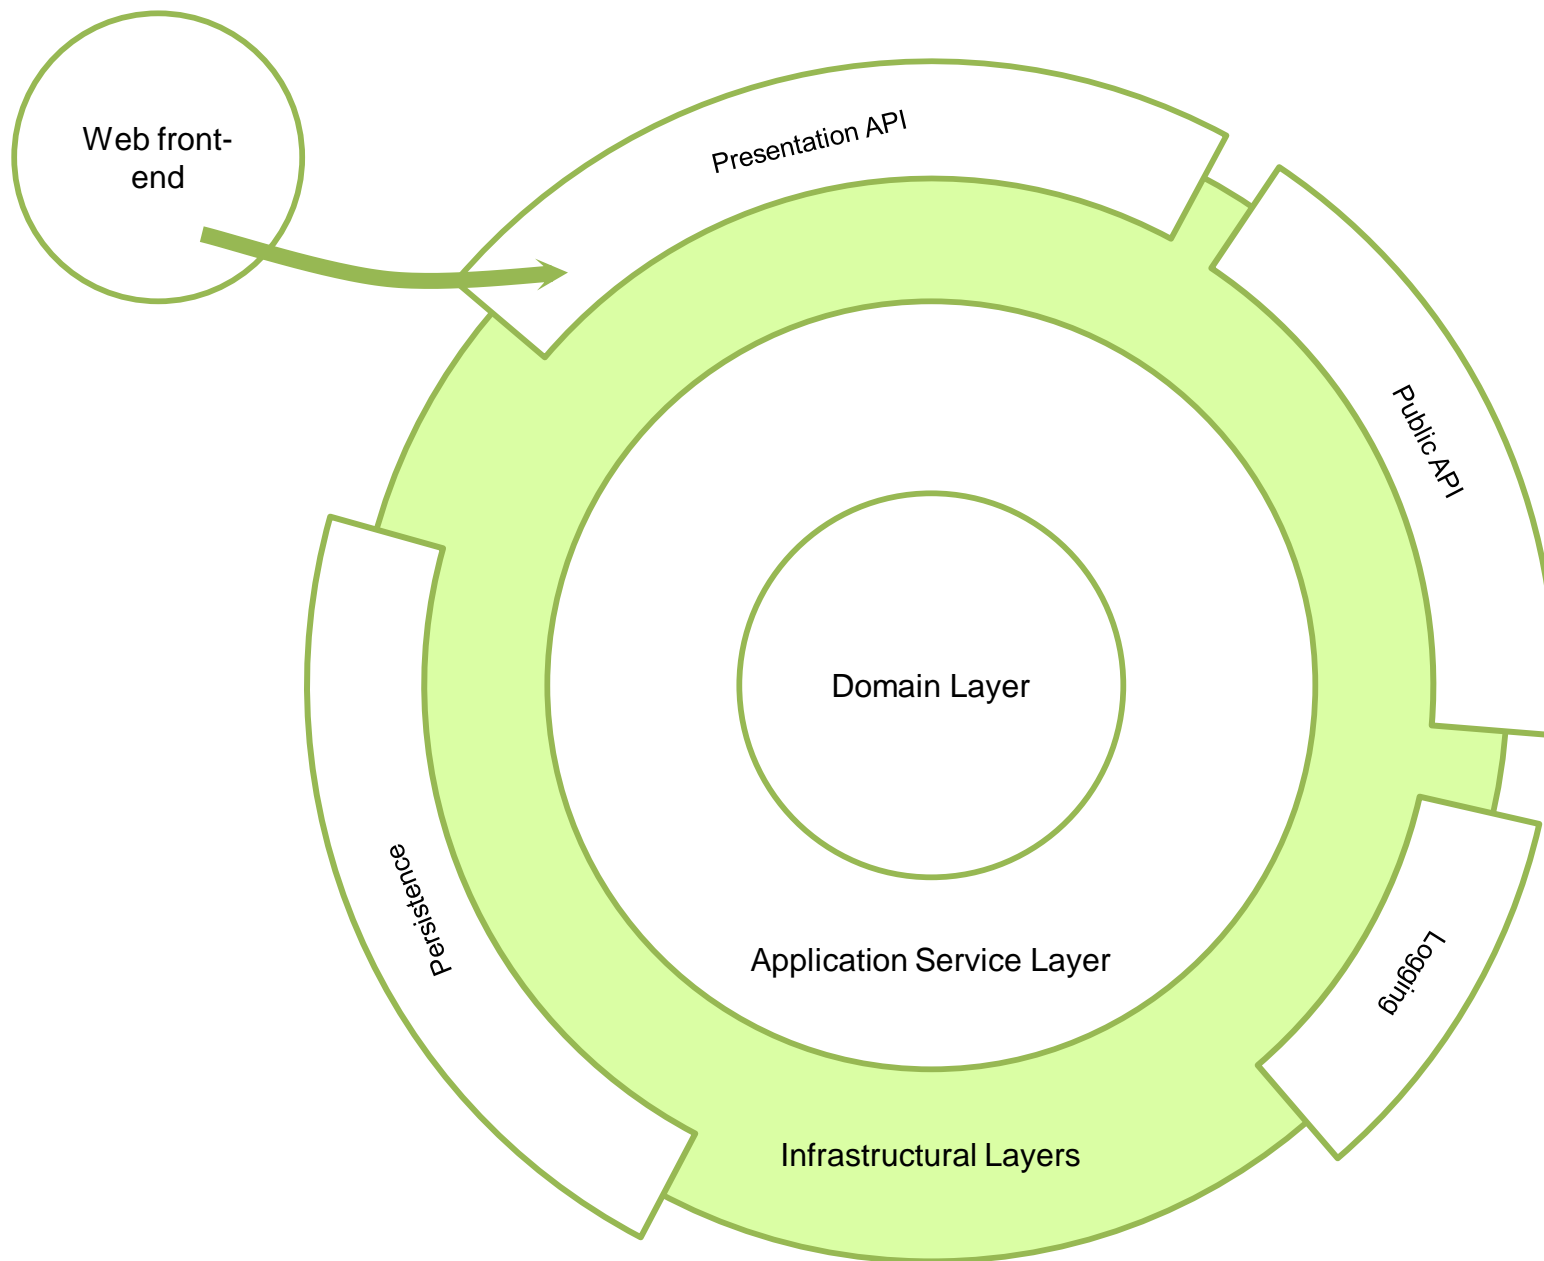 Web front-
end
Presentation API
Public API
Domain Layer
Persistence
Application Service Layer
Logging
Infrastructural Layers